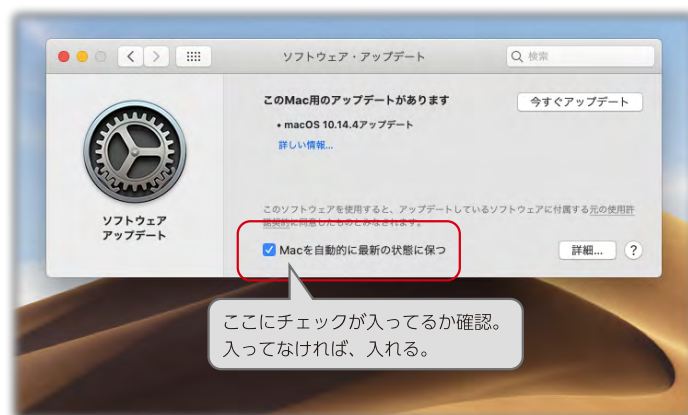 ソフトウェア・アップデート
検索
このMac用のアップデートがあります
今すぐアップデート
• macOS 10.14.4アップデート
詳しい情報...
ソフトウェア
アップデート
このソフトウェアを使用すると、アップデートしているソフトウェアに付属する元の使用許
諾契約に同意したものとみなされます。
Macを自動的に最新の状態に保つ
詳細...
?
ここにチェックが入ってるか確認。
入ってなければ、入れる。